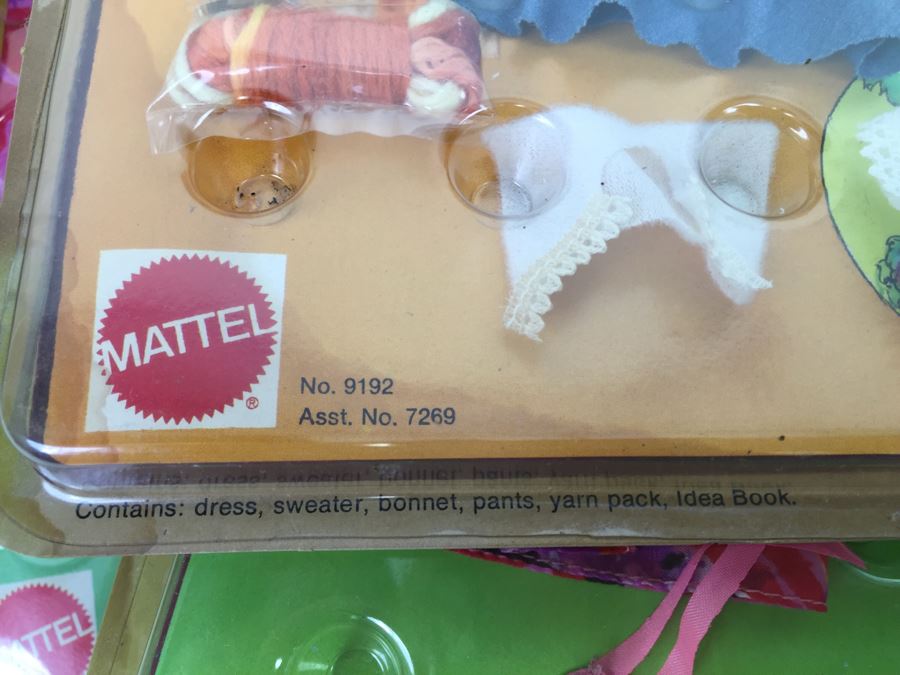 MATTEL
®
No. 9192
Asst. No. 7269
Contains: dress, sweater, bonnet, pants, yarn pack, Idea Book.
MATTEL